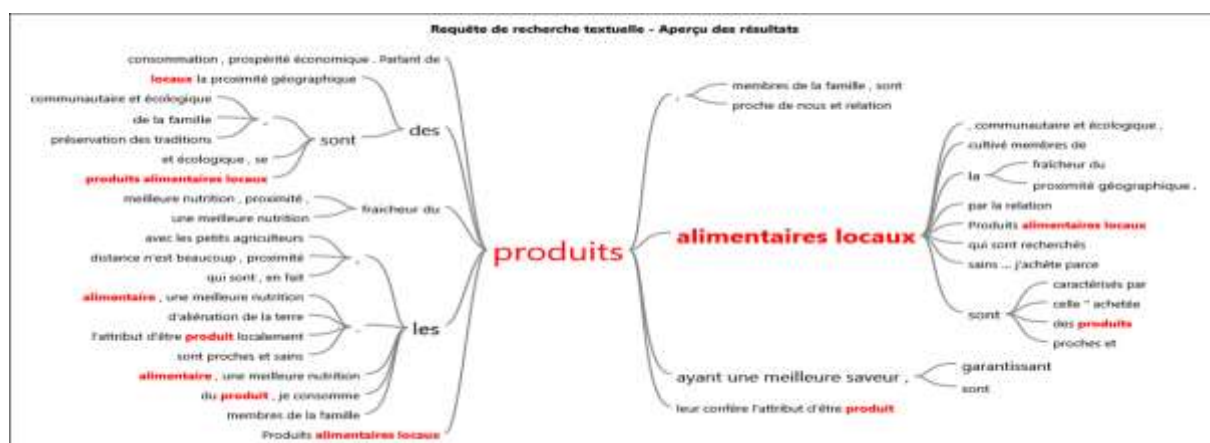 Requête de recherche textuelle - Aperçu des résultats
consommation , prospérité économique . Parlant de
locaux la proximité géographique
communautaire et écologique
de la famille
préservation des traditions
et écologique , se
produits alimentaires locaux
,
sont
des
meilleure nutrition , proximité ,
une meilleure nutrition
fraicheur du
avec les petits agriculteurs
distance n'est beaucoup , proximité
qui sont , en fait
,
alimentaire , une meilleure nutrition
d'aliénation de la terre
l'attribut d'être produit localement
sont proches et sains
.
alimentaire , une meilleure nutrition
du produit , je consomme
membres de la famille
les
Produits alimentaires locaux
produits
,
membres de la famille , sont
proche de nous et relation
alimentaires locaux
, communautaire et écologique ,
cultivé membres de
la
fraîcheur du
proximité géographique ,
par la relation
Produits alimentaires locaux
qui sont recherchés
sains ... j'achète parce
sont
caractérisés par
celle " achetée
des produits
proches et
ayant une meilleure saveur ,
garantissant
sont
leur confère l'attribut d'être produit